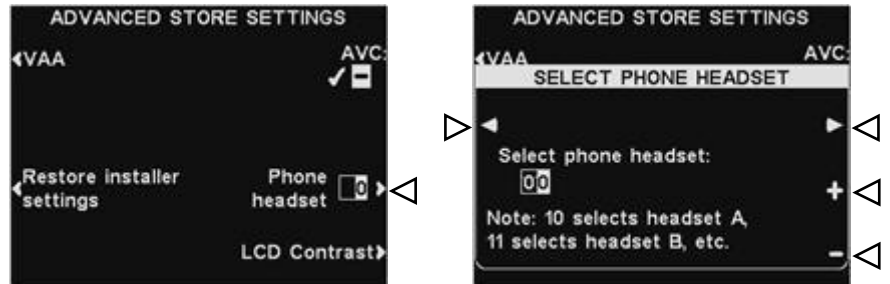 ADVANCED STORE SETTINGS
VAA
AVC:
Restore installer
settings
Phone
headset 0
LCD Contrast
ADVANCED STORE SETTINGS
VAA
AVC:
SELECT PHONE HEADSET
Select phone headset:
00
+
Note: 10 selects headset A,
11 selects headset B, etc.
-